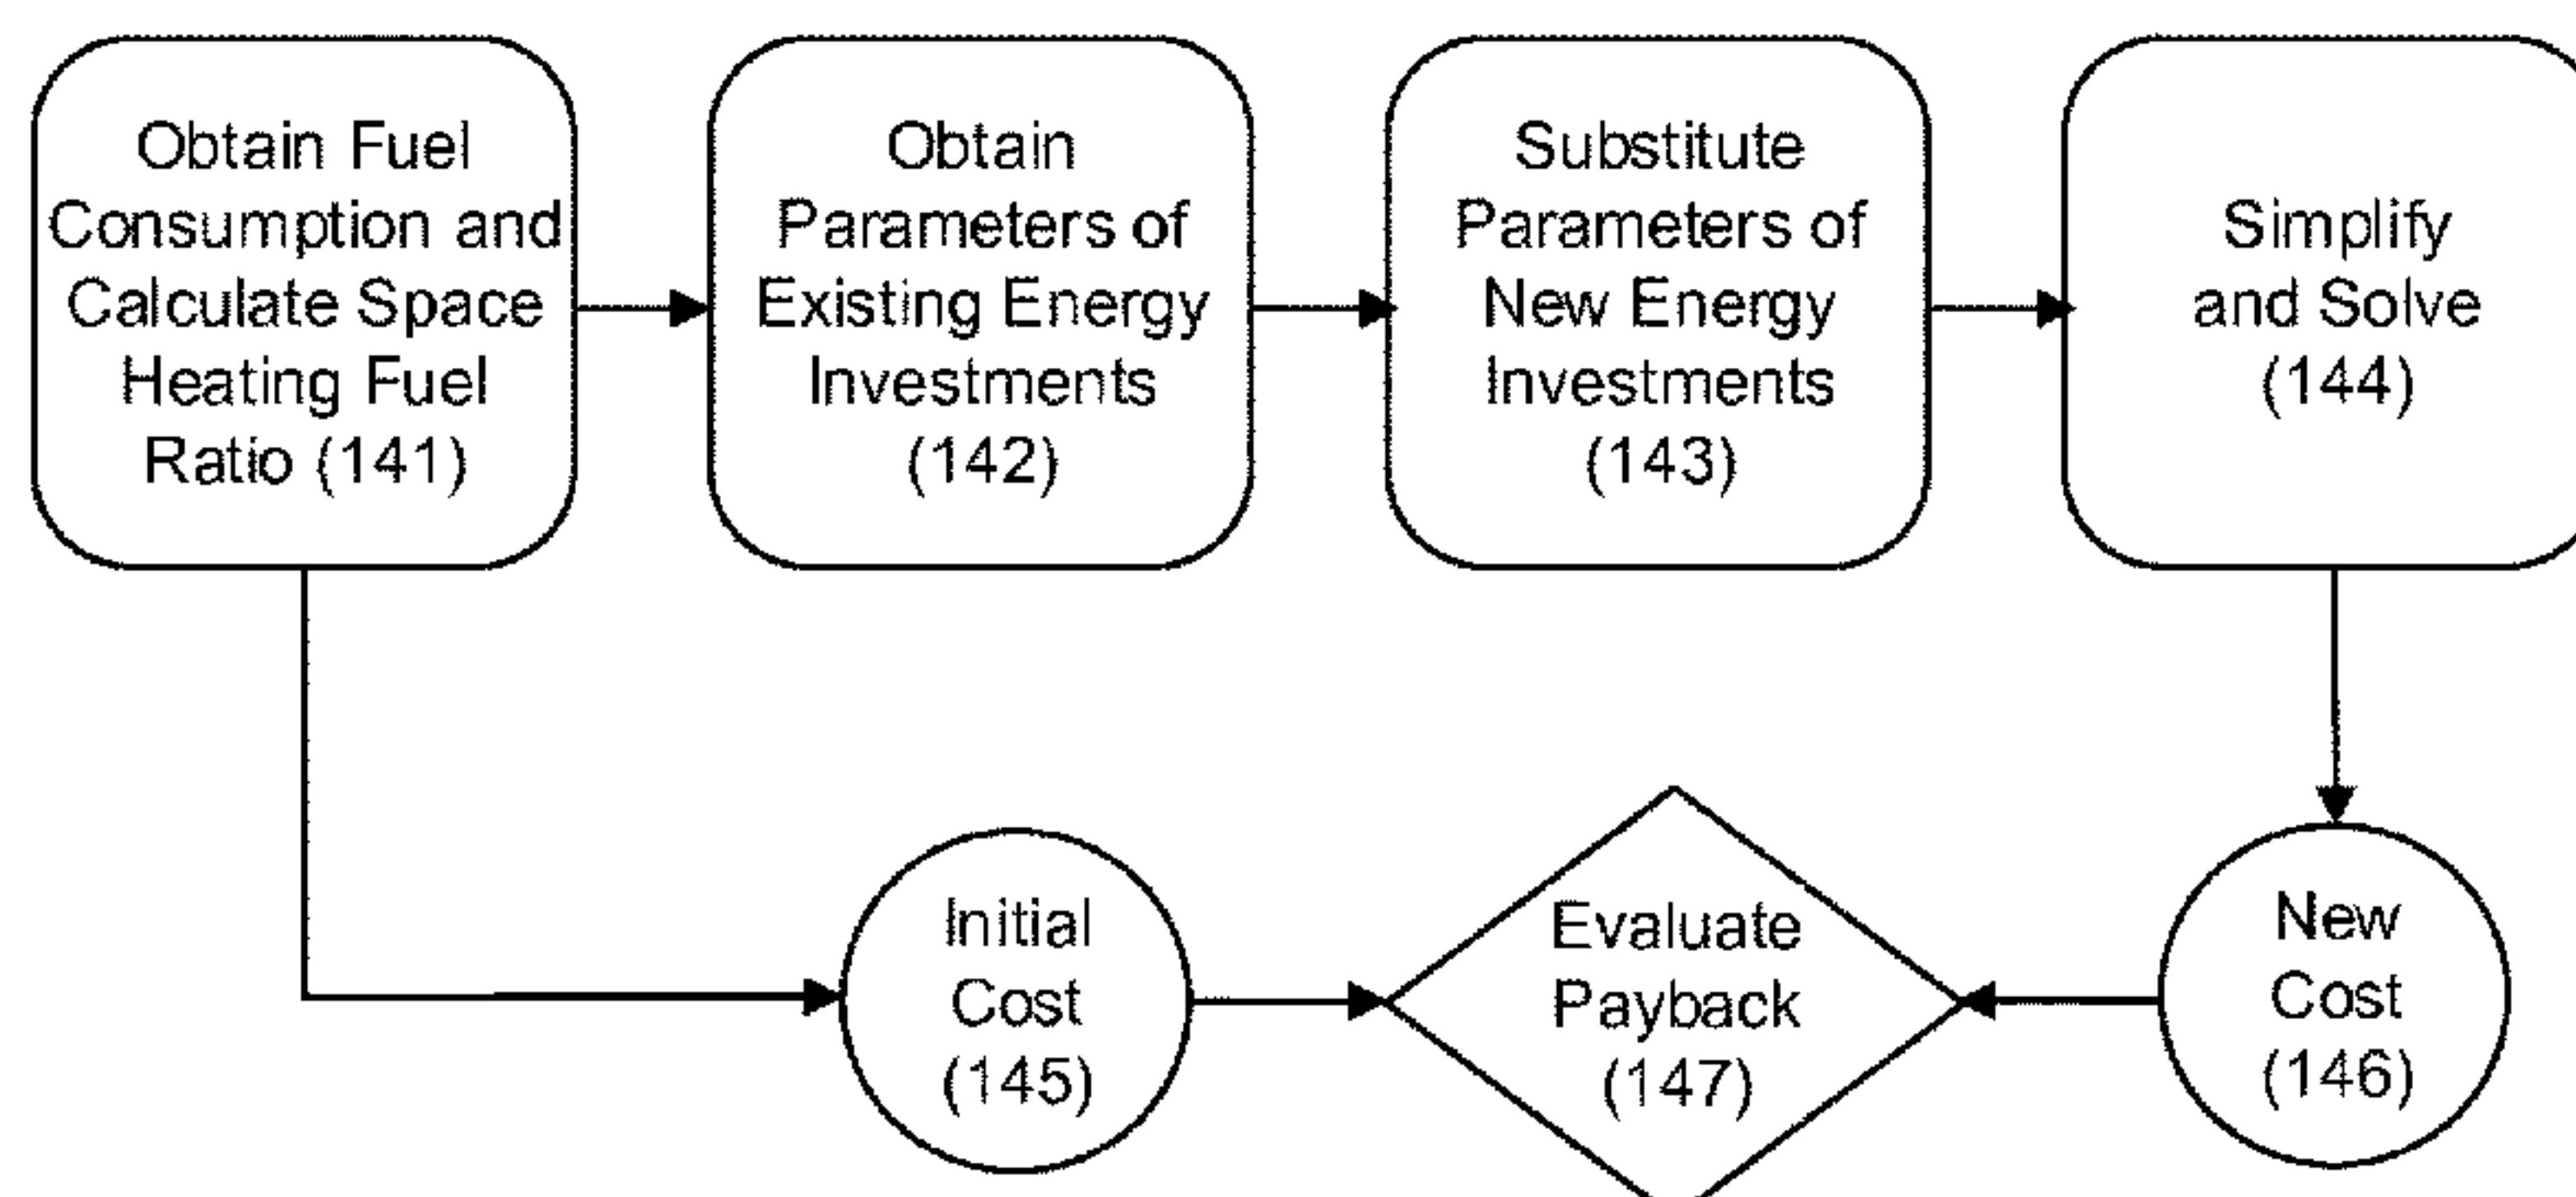 Obtain Fuel
Consumption and
Calculate Space
Heating Fuel
Ratio (141)
Obtain
Parameters of
Existing Energy
Investments
(142)
Substitute
Parameters of
New Energy
Investments
(143)
Simplify
and Solve
(144)
Initial
Cost
(145)
Evaluate
Payback
(147)
New
Cost
(146)